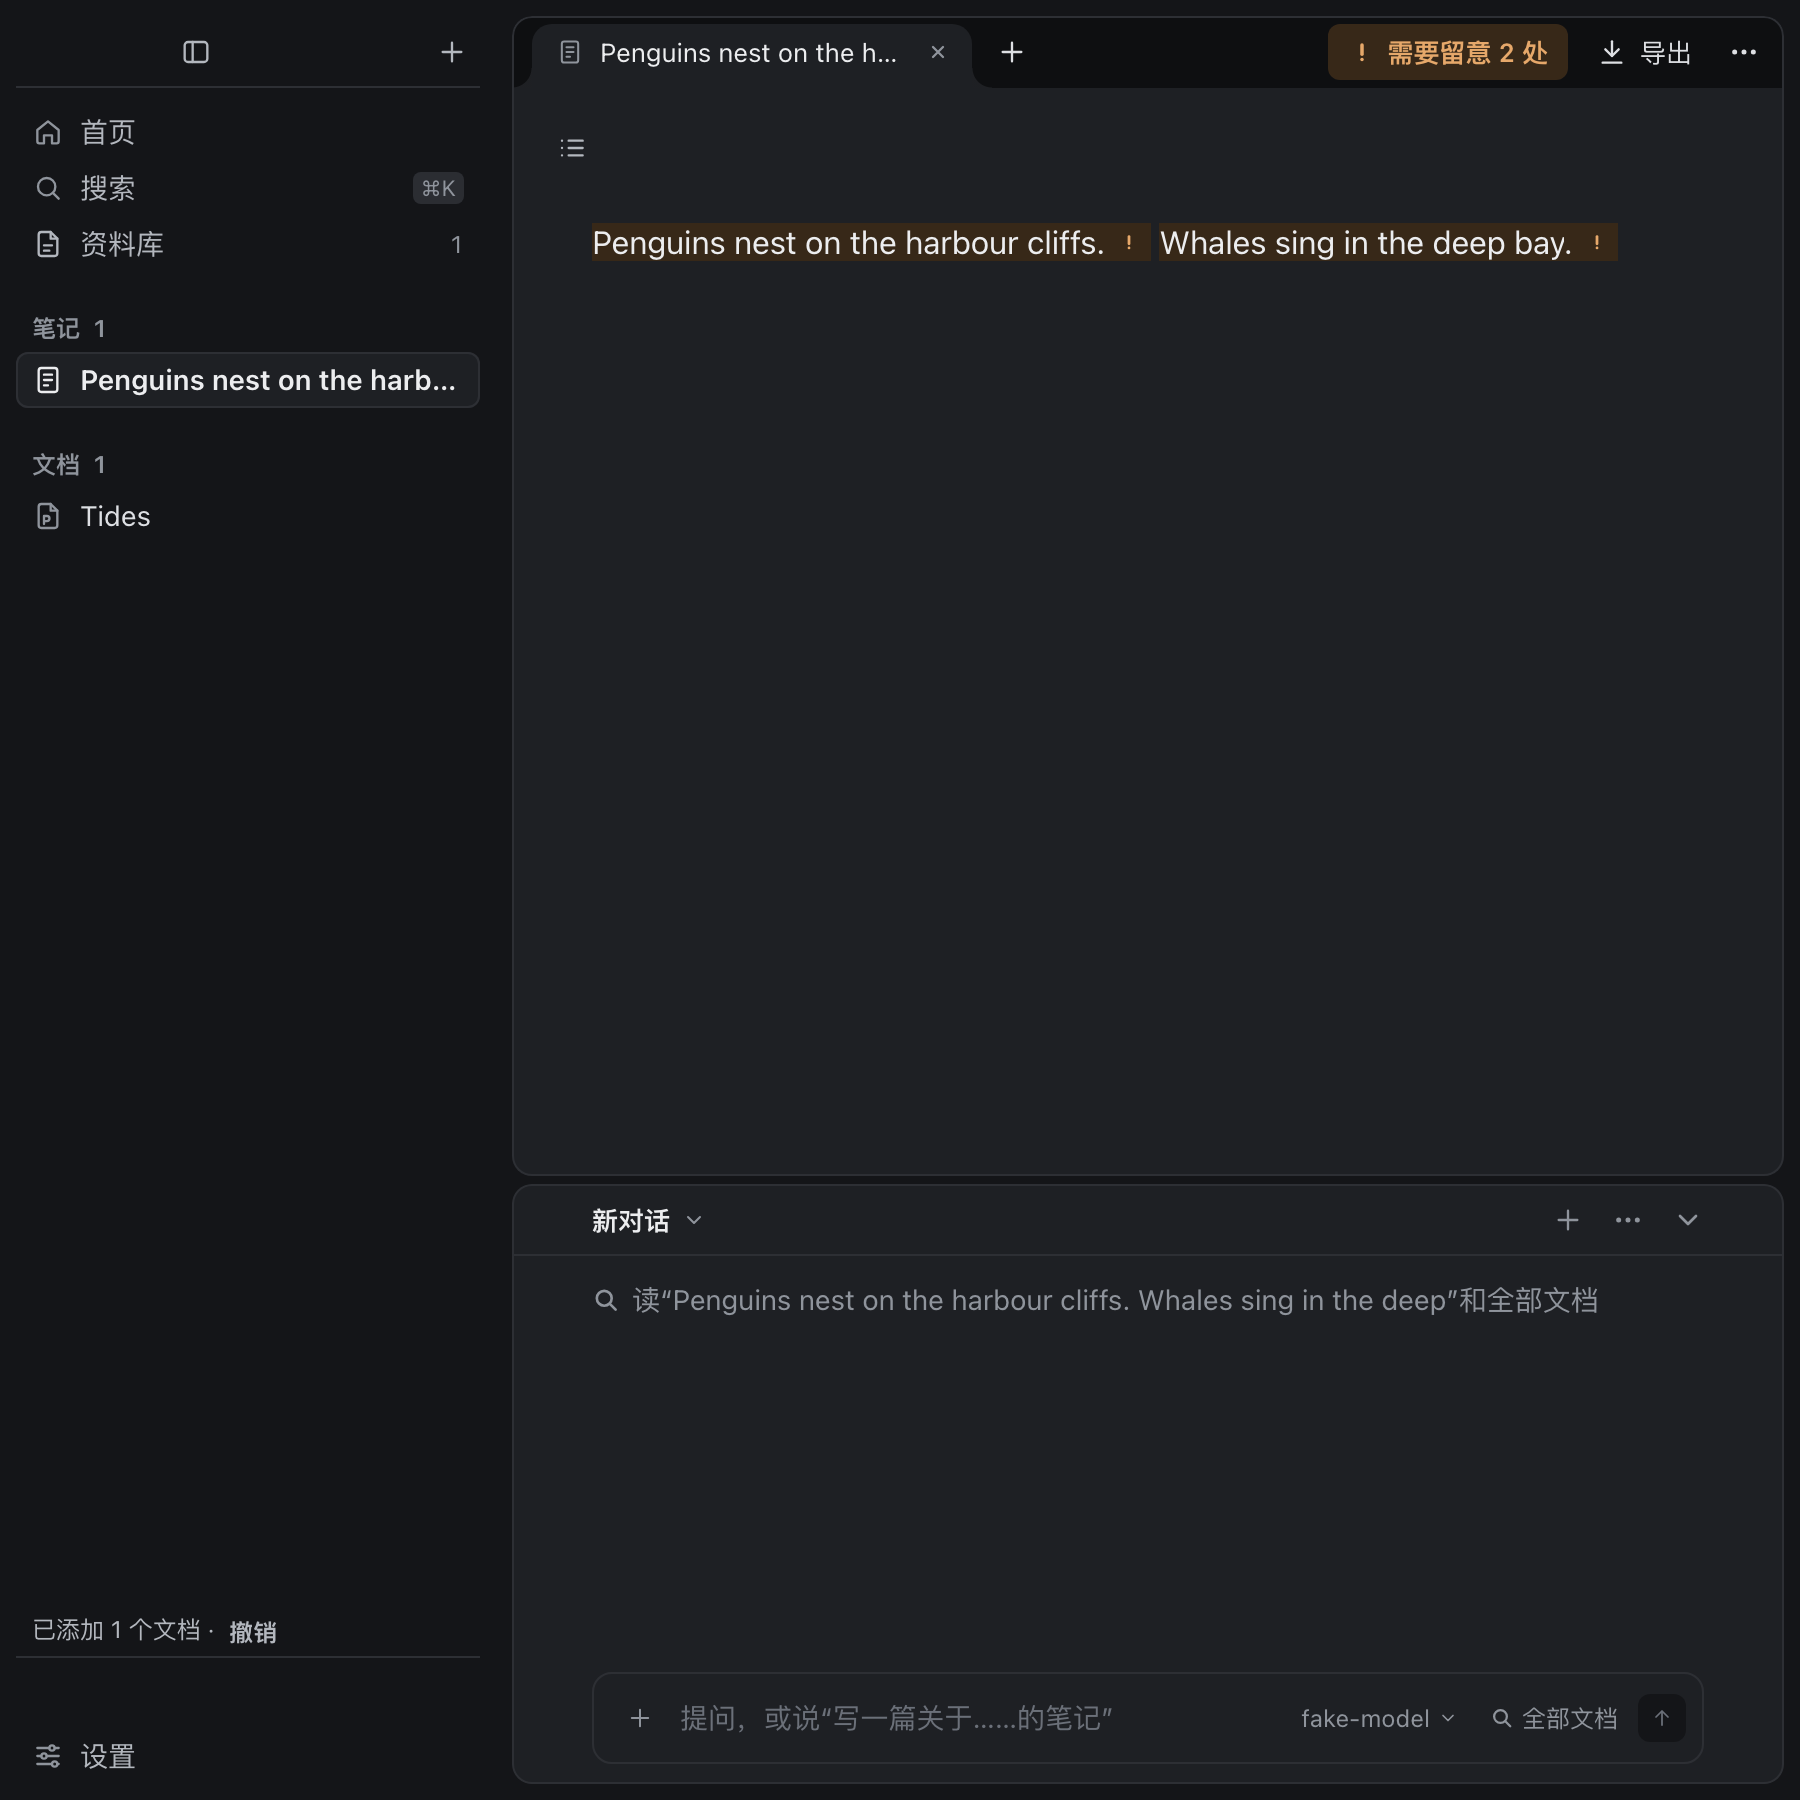 首页
搜索 ⌘K
资料库 1
笔记 1
Penguins nest on the harb...
文档 1
Tides
已添加 1 个文档 · 撤销
设置
Penguins nest on the h...
! 需要留意 2 处
导出
Penguins nest on the harbour cliffs. ! Whales sing in the deep bay. !
新对话
读“Penguins nest on the harbour cliffs. Whales sing in the deep”和全部文档
提问，或说“写一篇关于……的笔记”
fake-model
全部文档